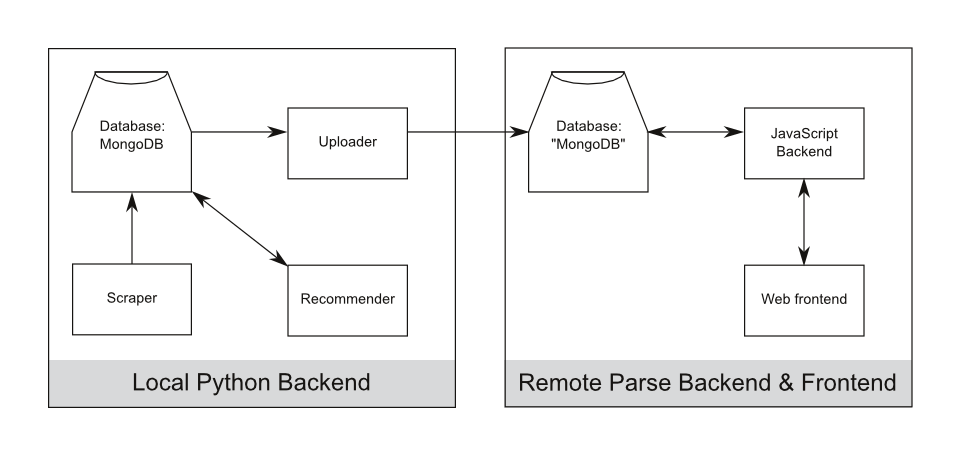 Database:
MongoDB
Uploader
Scraper
Recommender
Local Python Backend
Database:
"MongoDB"
JavaScript
Backend
Web frontend
Remote Parse Backend & Frontend